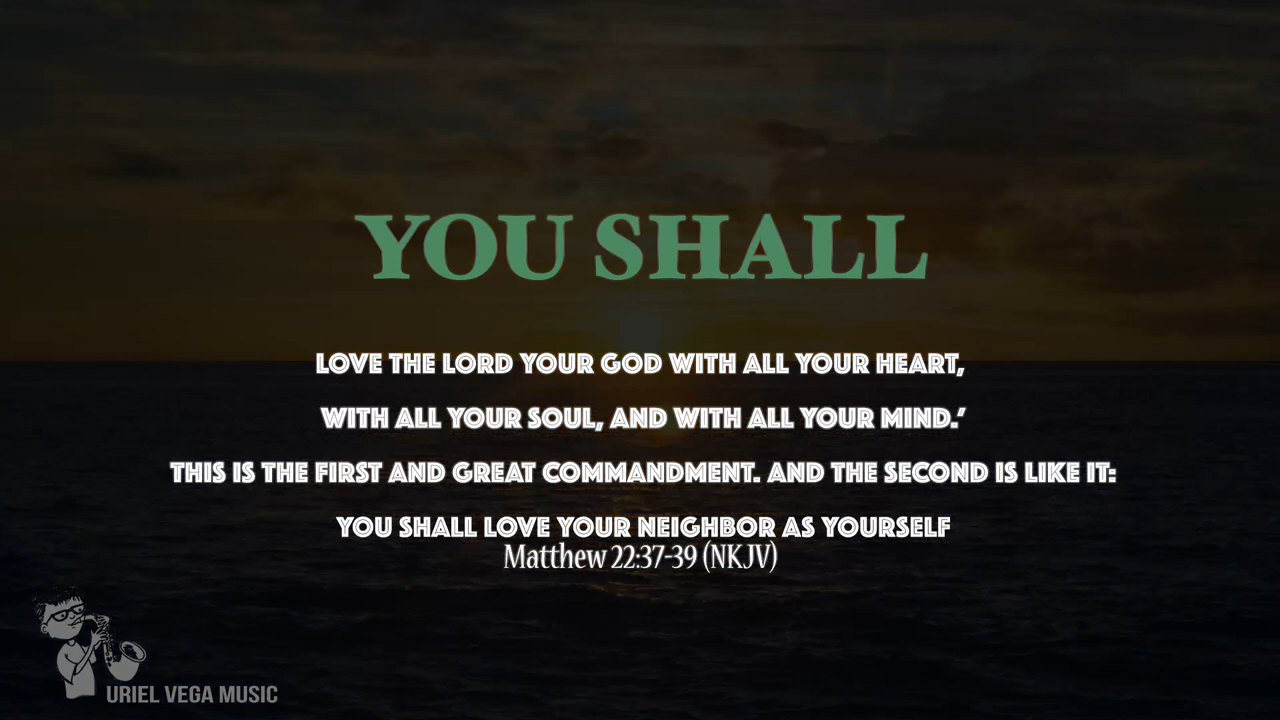 YOU SHALL
LOVE THE LORD YOUR GOD WITH ALL YOUR HEART,
WITH ALL YOUR SOUL, AND WITH ALL YOUR MIND.’
THIS IS THE FIRST AND GREAT COMMANDMENT. AND THE SECOND IS LIKE IT:
YOU SHALL LOVE YOUR NEIGHBOR AS YOURSELF
Matthew 22:37-39 (NKJV)
URIEL VEGA MUSIC